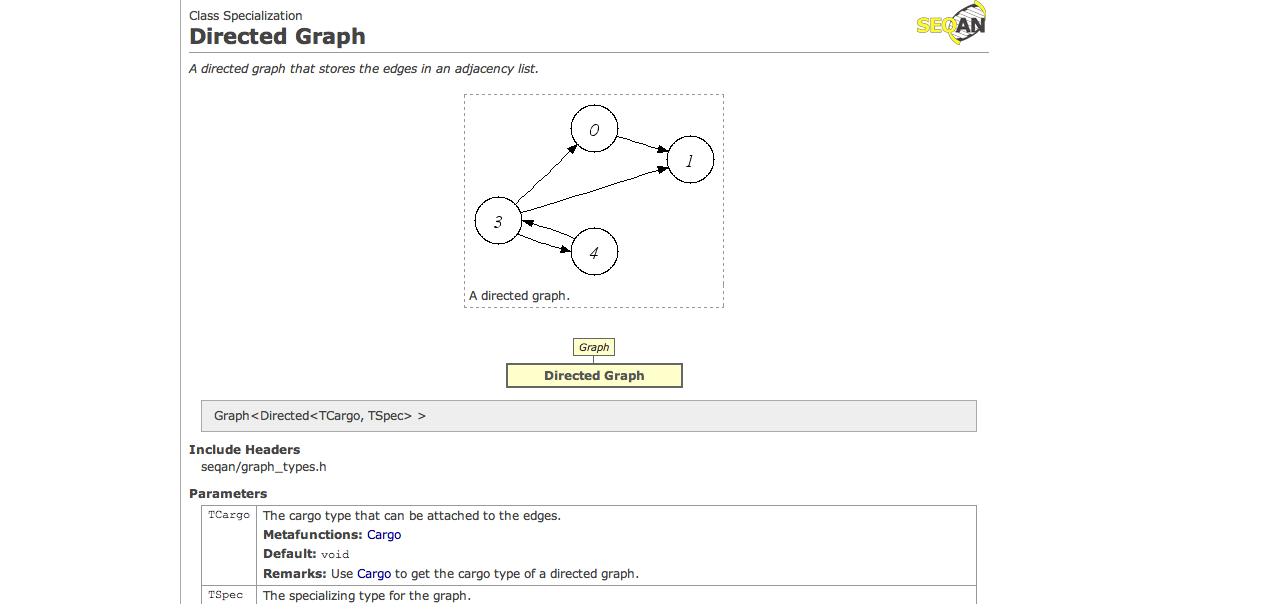 Class Specialization
Directed Graph
SEQAN
A directed graph that stores the edges in an adjacency list.
0
1
3
4
A directed graph.
Graph
Directed Graph
Graph<Directed<TCargo, TSpec> >
Include Headers
seqan/graph_types.h
Parameters
TCargo The cargo type that can be attached to the edges.
Metafunctions: Cargo
Default: void
Remarks: Use Cargo to get the cargo type of a directed graph.
TSpec The specializing type for the graph.